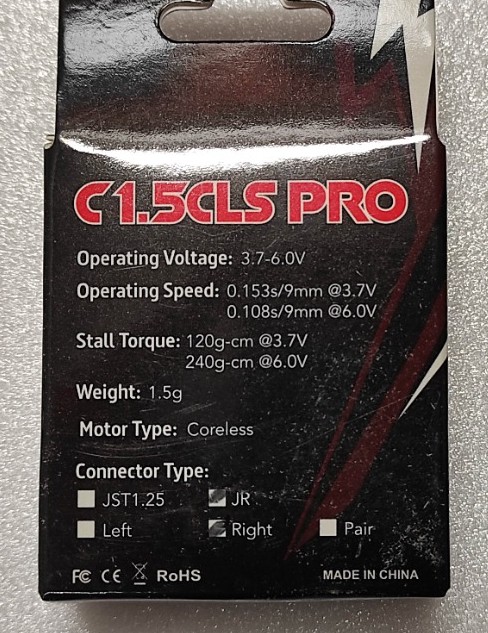 C1.5CLS PRO
Operating Voltage: 3.7-6.0V
Operating Speed: 0.153s/9mm @3.7V
0.108s/9mm @6.0V
Stall Torque: 120g-cm @3.7V
240g-cm @6.0V
Weight: 1.5g
Motor Type: Coreless
Connector Type:
JST1.25 JR
Left Right Pair
FC CE RoHS MADE IN CHINA